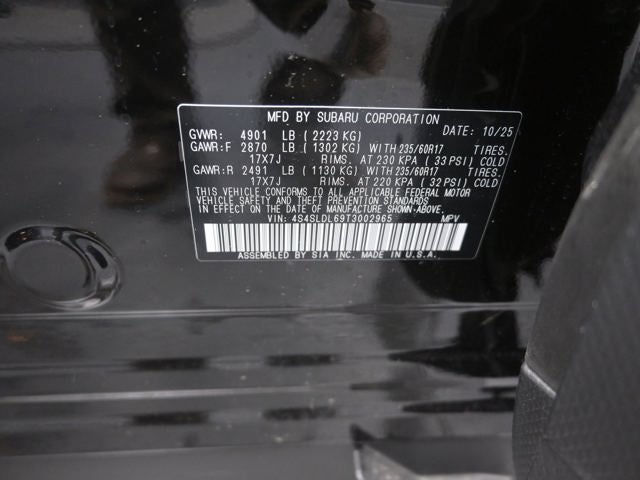 MFD BY SUBARU CORPORATION
GVWR: 4901 LB ( 2223 KG) DATE: 10/25
GAWR:F 2870 LB ( 1302 KG) WITH 235/60R17 TIRES.
17X7J RIMS. AT 230 KPA ( 33 PSI) COLD
GAWR:R 2491 LB ( 1130 KG) WITH 235/60R17 TIRES.
17X7J RIMS. AT 220 KPA ( 32 PSI) COLD
THIS VEHICLE CONFORMS TO ALL APPLICABLE FEDERAL MOTOR
VEHICLE SAFETY AND THEFT PREVENTION STANDARDS
IN EFFECT ON THE DATE OF MANUFACTURE SHOWN ABOVE.
VIN: 4S4SLDL69T3002965 MPV
ASSEMBLED BY SIA INC. MADE IN U.S.A.